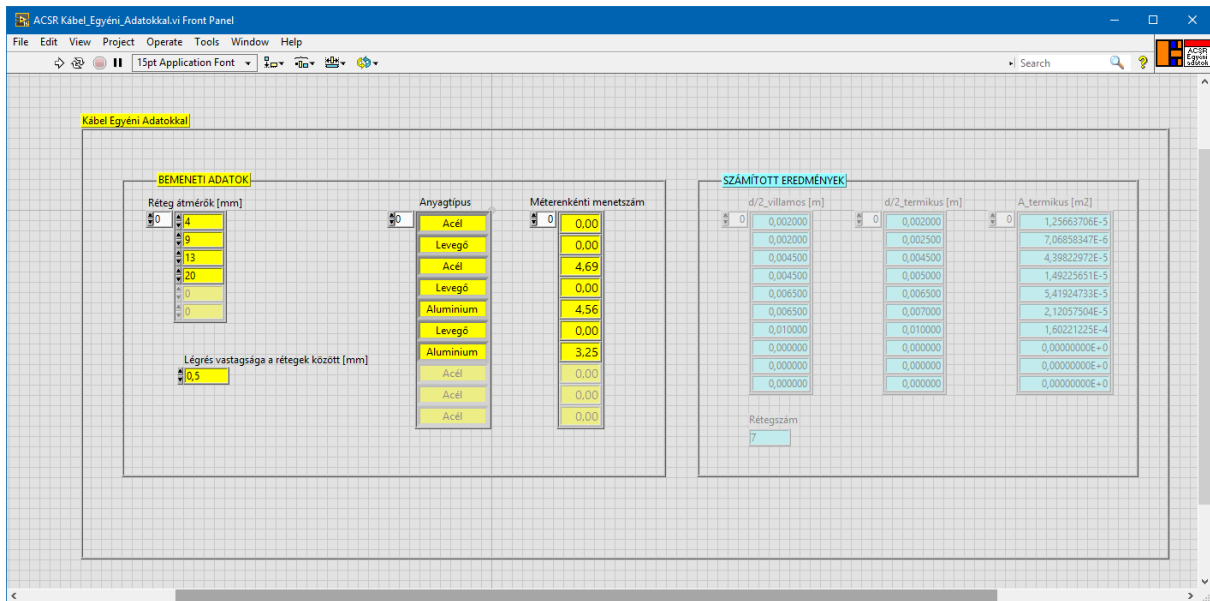 ACSR Kábel_Egyéni_Adatokkal.vi Front Panel
File Edit View Project Operate Tools Window Help
15pt Application Font
Search
ACSR
Egyéni
adatok
Kábel Egyéni Adatokkal
BEMENETI ADATOK
Réteg átmérők [mm]
0
4
9
13
20
0
0
Légrés vastagsága a rétegek között [mm]
0,5
Anyagtípus
0
Acél
Levegő
Acél
Levegő
Aluminium
Levegő
Aluminium
Acél
Acél
Acél
Méterenkénti menetszám
0
0,00
0,00
4,69
0,00
4,56
0,00
3,25
0,00
0,00
0,00
SZÁMÍTOTT EREDMÉNYEK
d/2_villamos [m]
0
0,002000
0,002000
0,004500
0,004500
0,006500
0,006500
0,010000
0,000000
0,000000
0,000000
d/2_termikus [m]
0
0,002000
0,002500
0,004500
0,005000
0,006500
0,007000
0,010000
0,000000
0,000000
0,000000
A_termikus [m2]
0
1,25663706E-5
7,06858347E-6
4,39822972E-5
1,49225651E-5
5,41924733E-5
2,12057504E-5
1,60221225E-4
0,00000000E+0
0,00000000E+0
0,00000000E+0
Rétegszám
7